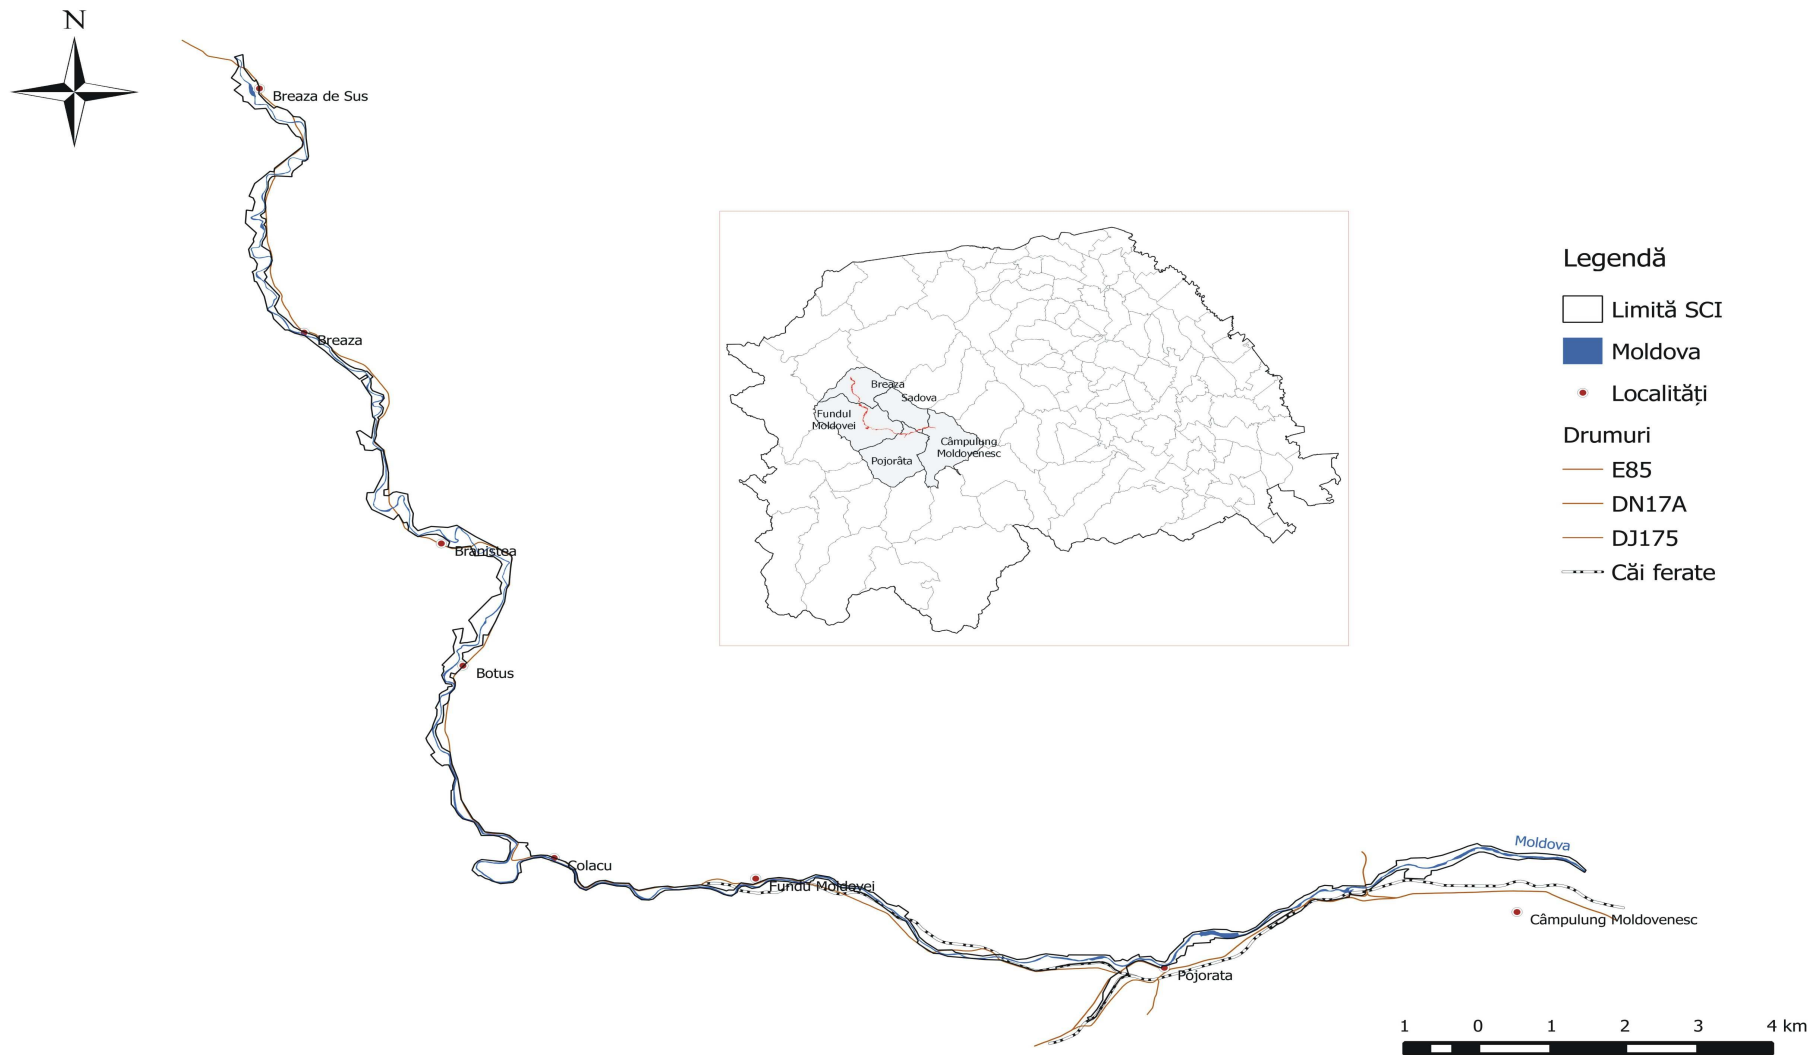 N
Breaza de Sus
Breaza
Branistea
Botus
Colacu
Fundu Moldovei
Pojorata
Câmpulung Moldovenesc
Moldova
Breaza
Sadova
Fundul
Moldovei
Câmpulung
Moldovenesc
Pojorâta
Legendă
Limită SCI
Moldova
Localități
Drumuri
E85
DN17A
DJ175
Căi ferate
1 0 1 2 3 4 km